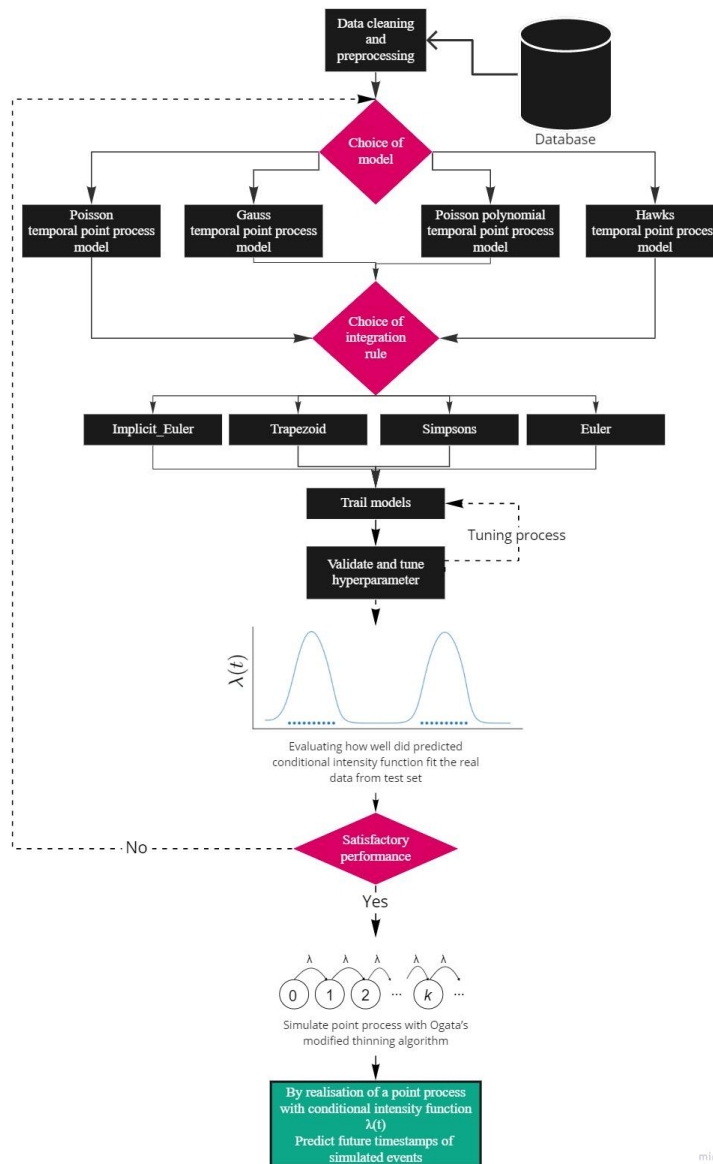 Data cleaning
and
preprocessing
Database
Choice of
model
Poisson
temporal point process
model
Gauss
temporal point process
model
Poisson polynomial
temporal point process
model
Hawks
temporal point process
model
Choice of
integration
rule
Implicit_Euler
Trapezoid
Simpsons
Euler
Trail models
Tuning process
Validate and tune
hyperparameter
λ(t)
Evaluating how well did predicted
conditional intensity function fit the real
data from test set
Satisfactory
performance
No
Yes
λ λ λ λ λ
0 1 2 ... k ...
Simulate point process with Ogata's
modified thinning algorithm
By realisation of a point process
with conditional intensity function
λ(t)
Predict future timestamps of
simulated events